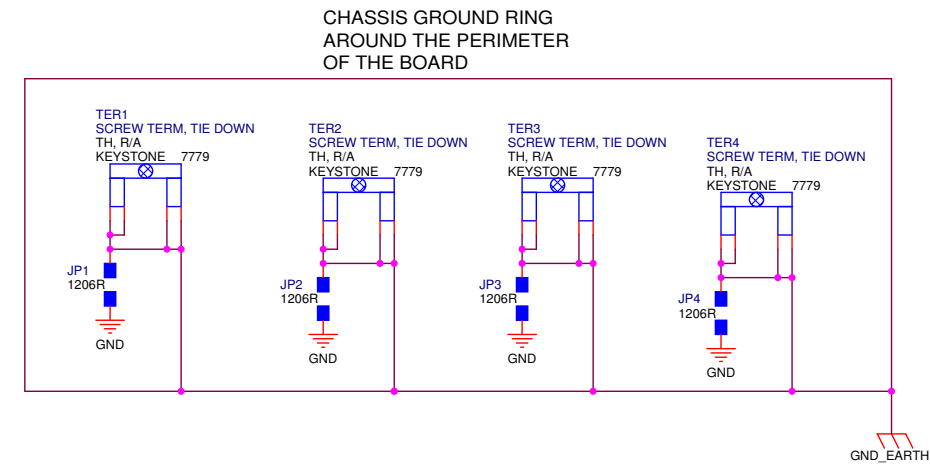 CHASSIS GROUND RING
AROUND THE PERIMETER
OF THE BOARD
TER1
SCREW TERM, TIE DOWN
TH, R/A
KEYSTONE 7779
JP1
1206R
GND
TER2
SCREW TERM, TIE DOWN
TH, R/A
KEYSTONE 7779
JP2
1206R
GND
TER3
SCREW TERM, TIE DOWN
TH, R/A
KEYSTONE 7779
JP3
1206R
GND
TER4
SCREW TERM, TIE DOWN
TH, R/A
KEYSTONE 7779
JP4
1206R
GND
GND_EARTH